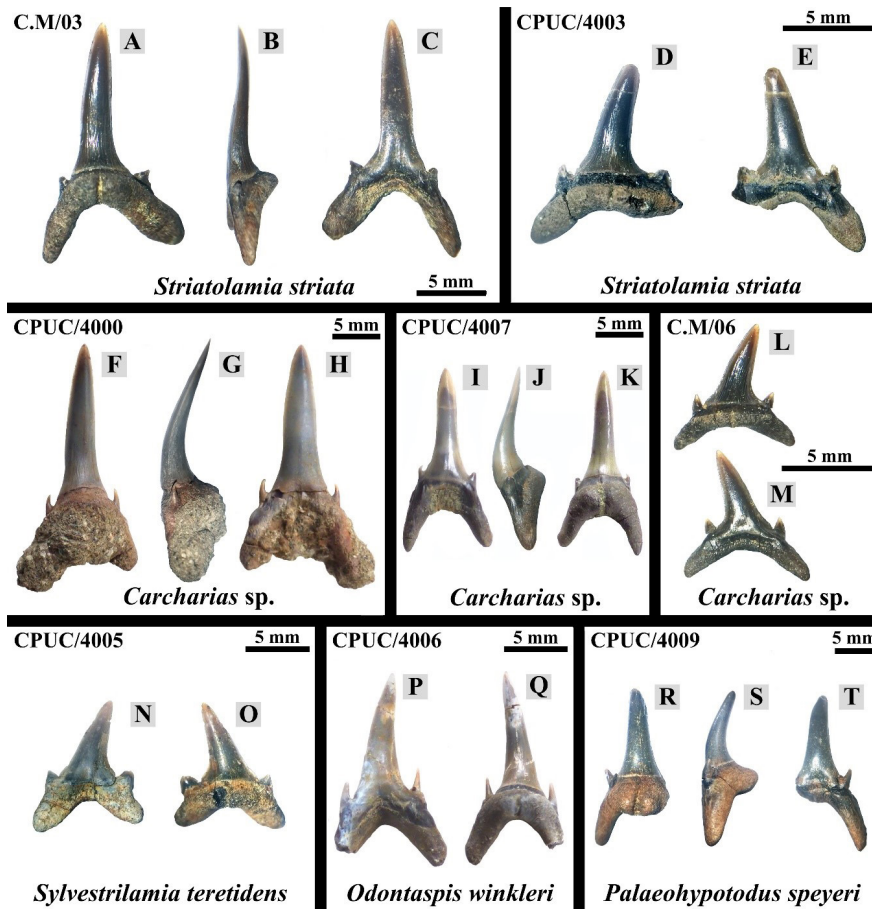 C.M/03
A
B
C
Striatolamia striata
5 mm
CPUC/4003
5 mm
D
E
Striatolamia striata
CPUC/4000
5 mm
F
G
H
Carcharias sp.
CPUC/4007
5 mm
I
J
K
Carcharias sp.
C.M/06
L
5 mm
M
Carcharias sp.
CPUC/4005
5 mm
N
O
Sylvestrilamia teretidens
CPUC/4006
5 mm
P
Q
Odontaspis winkleri
CPUC/4009
5 mm
R
S
T
Palaeohypotodus speyeri